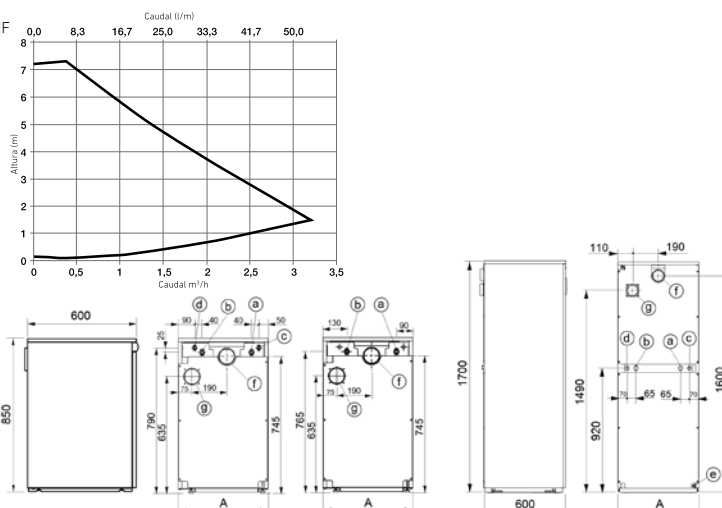 Caudal (l/m)
F
0,0 8,3 16,7 25,0 33,3 41,7 50,0
8
7
6
5
4
3
2
1
0
Altura (m)
0 0,5 1 1,5 2 2,5 3 3,5
Caudal m³/h
600
850
d b a
90 40 40 50
c
25
f
g
75 190
790
635
745
A
b a
130 90
f
g
75 190
765
635
745
A
1700
600
110 190
f
g
d b a c
70 65 65 70
1490
920
1600
e
A